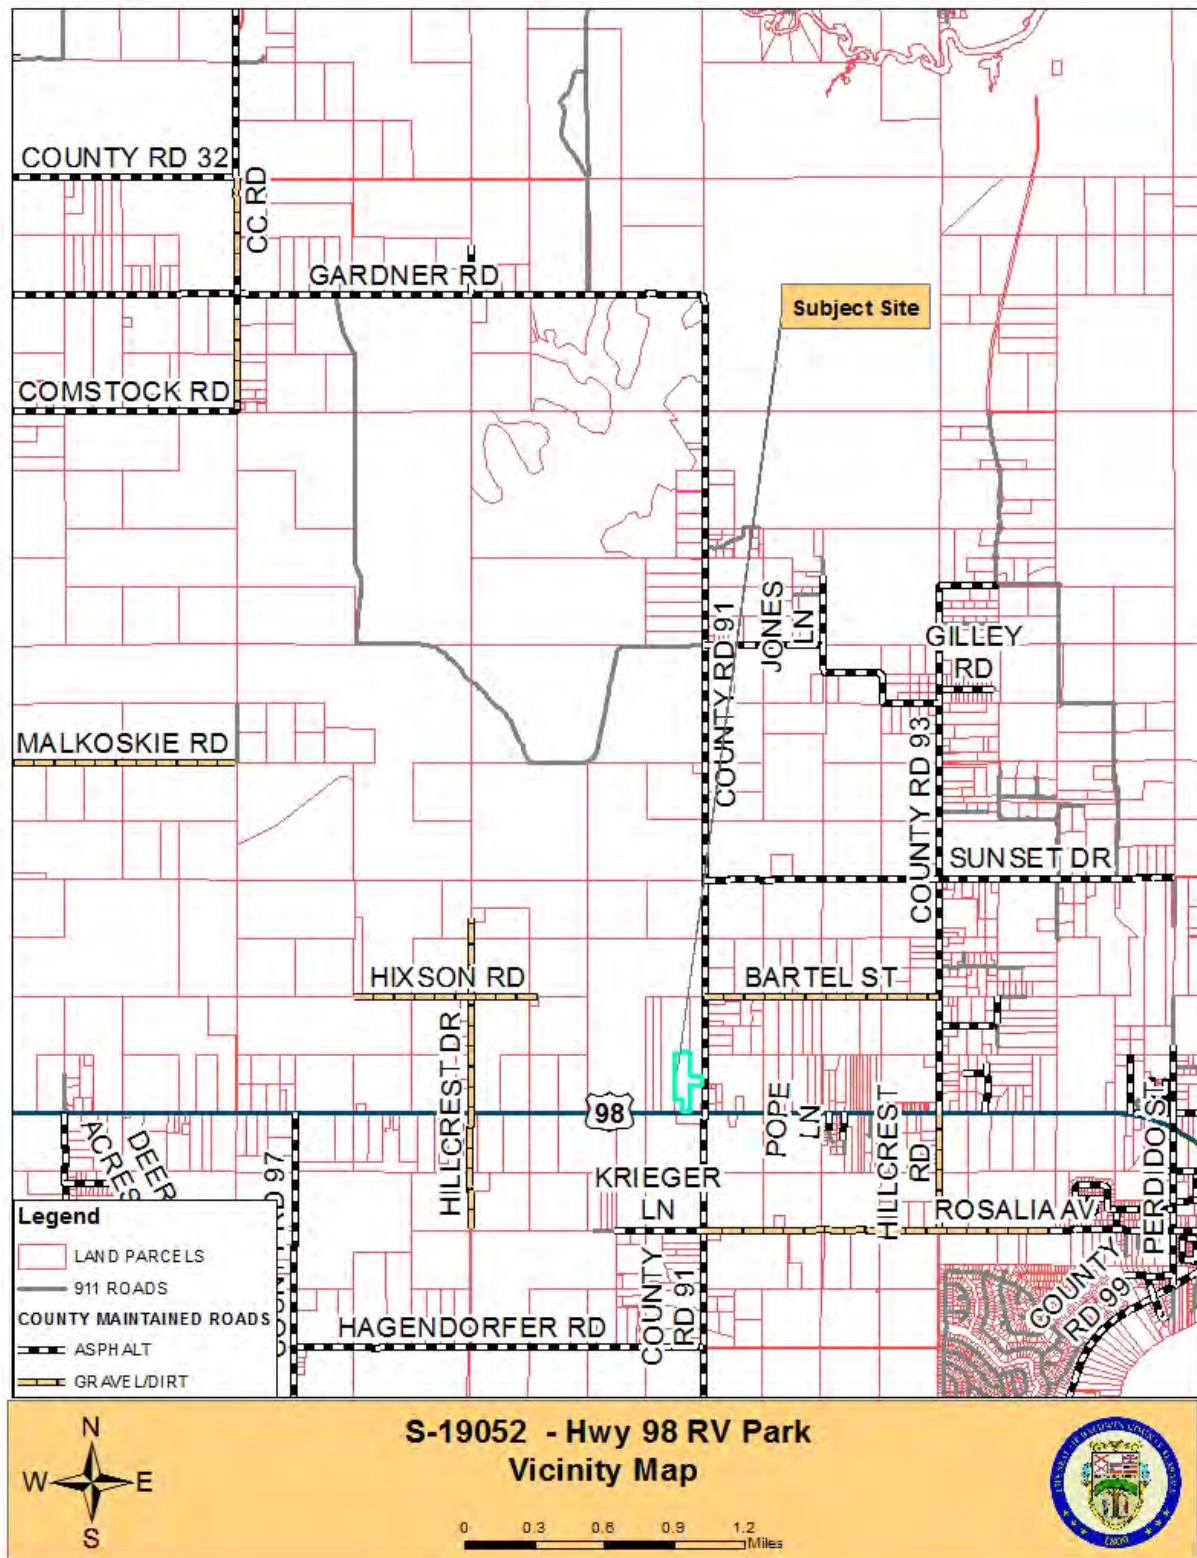 COUNTY RD 32
CC RD
GARDNER RD
Subject Site
COMSTOCK RD
JONES
LN
COUNTY RD 91
GILLEY
RD
MALKOSKIE RD
COUNTY RD 93
SUNSET DR
HIXSON RD
BARTEL ST
HILLCREST DR
98
POPE
LN
HILLCREST
RD
PERDIDO ST
DEER
ACRES
RD 97
KRIEGER
LN
ROSALIA AV
COUNTY
RD 91
COUNTY
RD 99
HAGENDORFER RD
Legend
LAND PARCELS
911 ROADS
COUNTY MAINTAINED ROADS
ASPHALT
GRAVEL/DIRT
N
W E
S
S-19052 - Hwy 98 RV Park
Vicinity Map
0 0.3 0.6 0.9 1.2
Miles